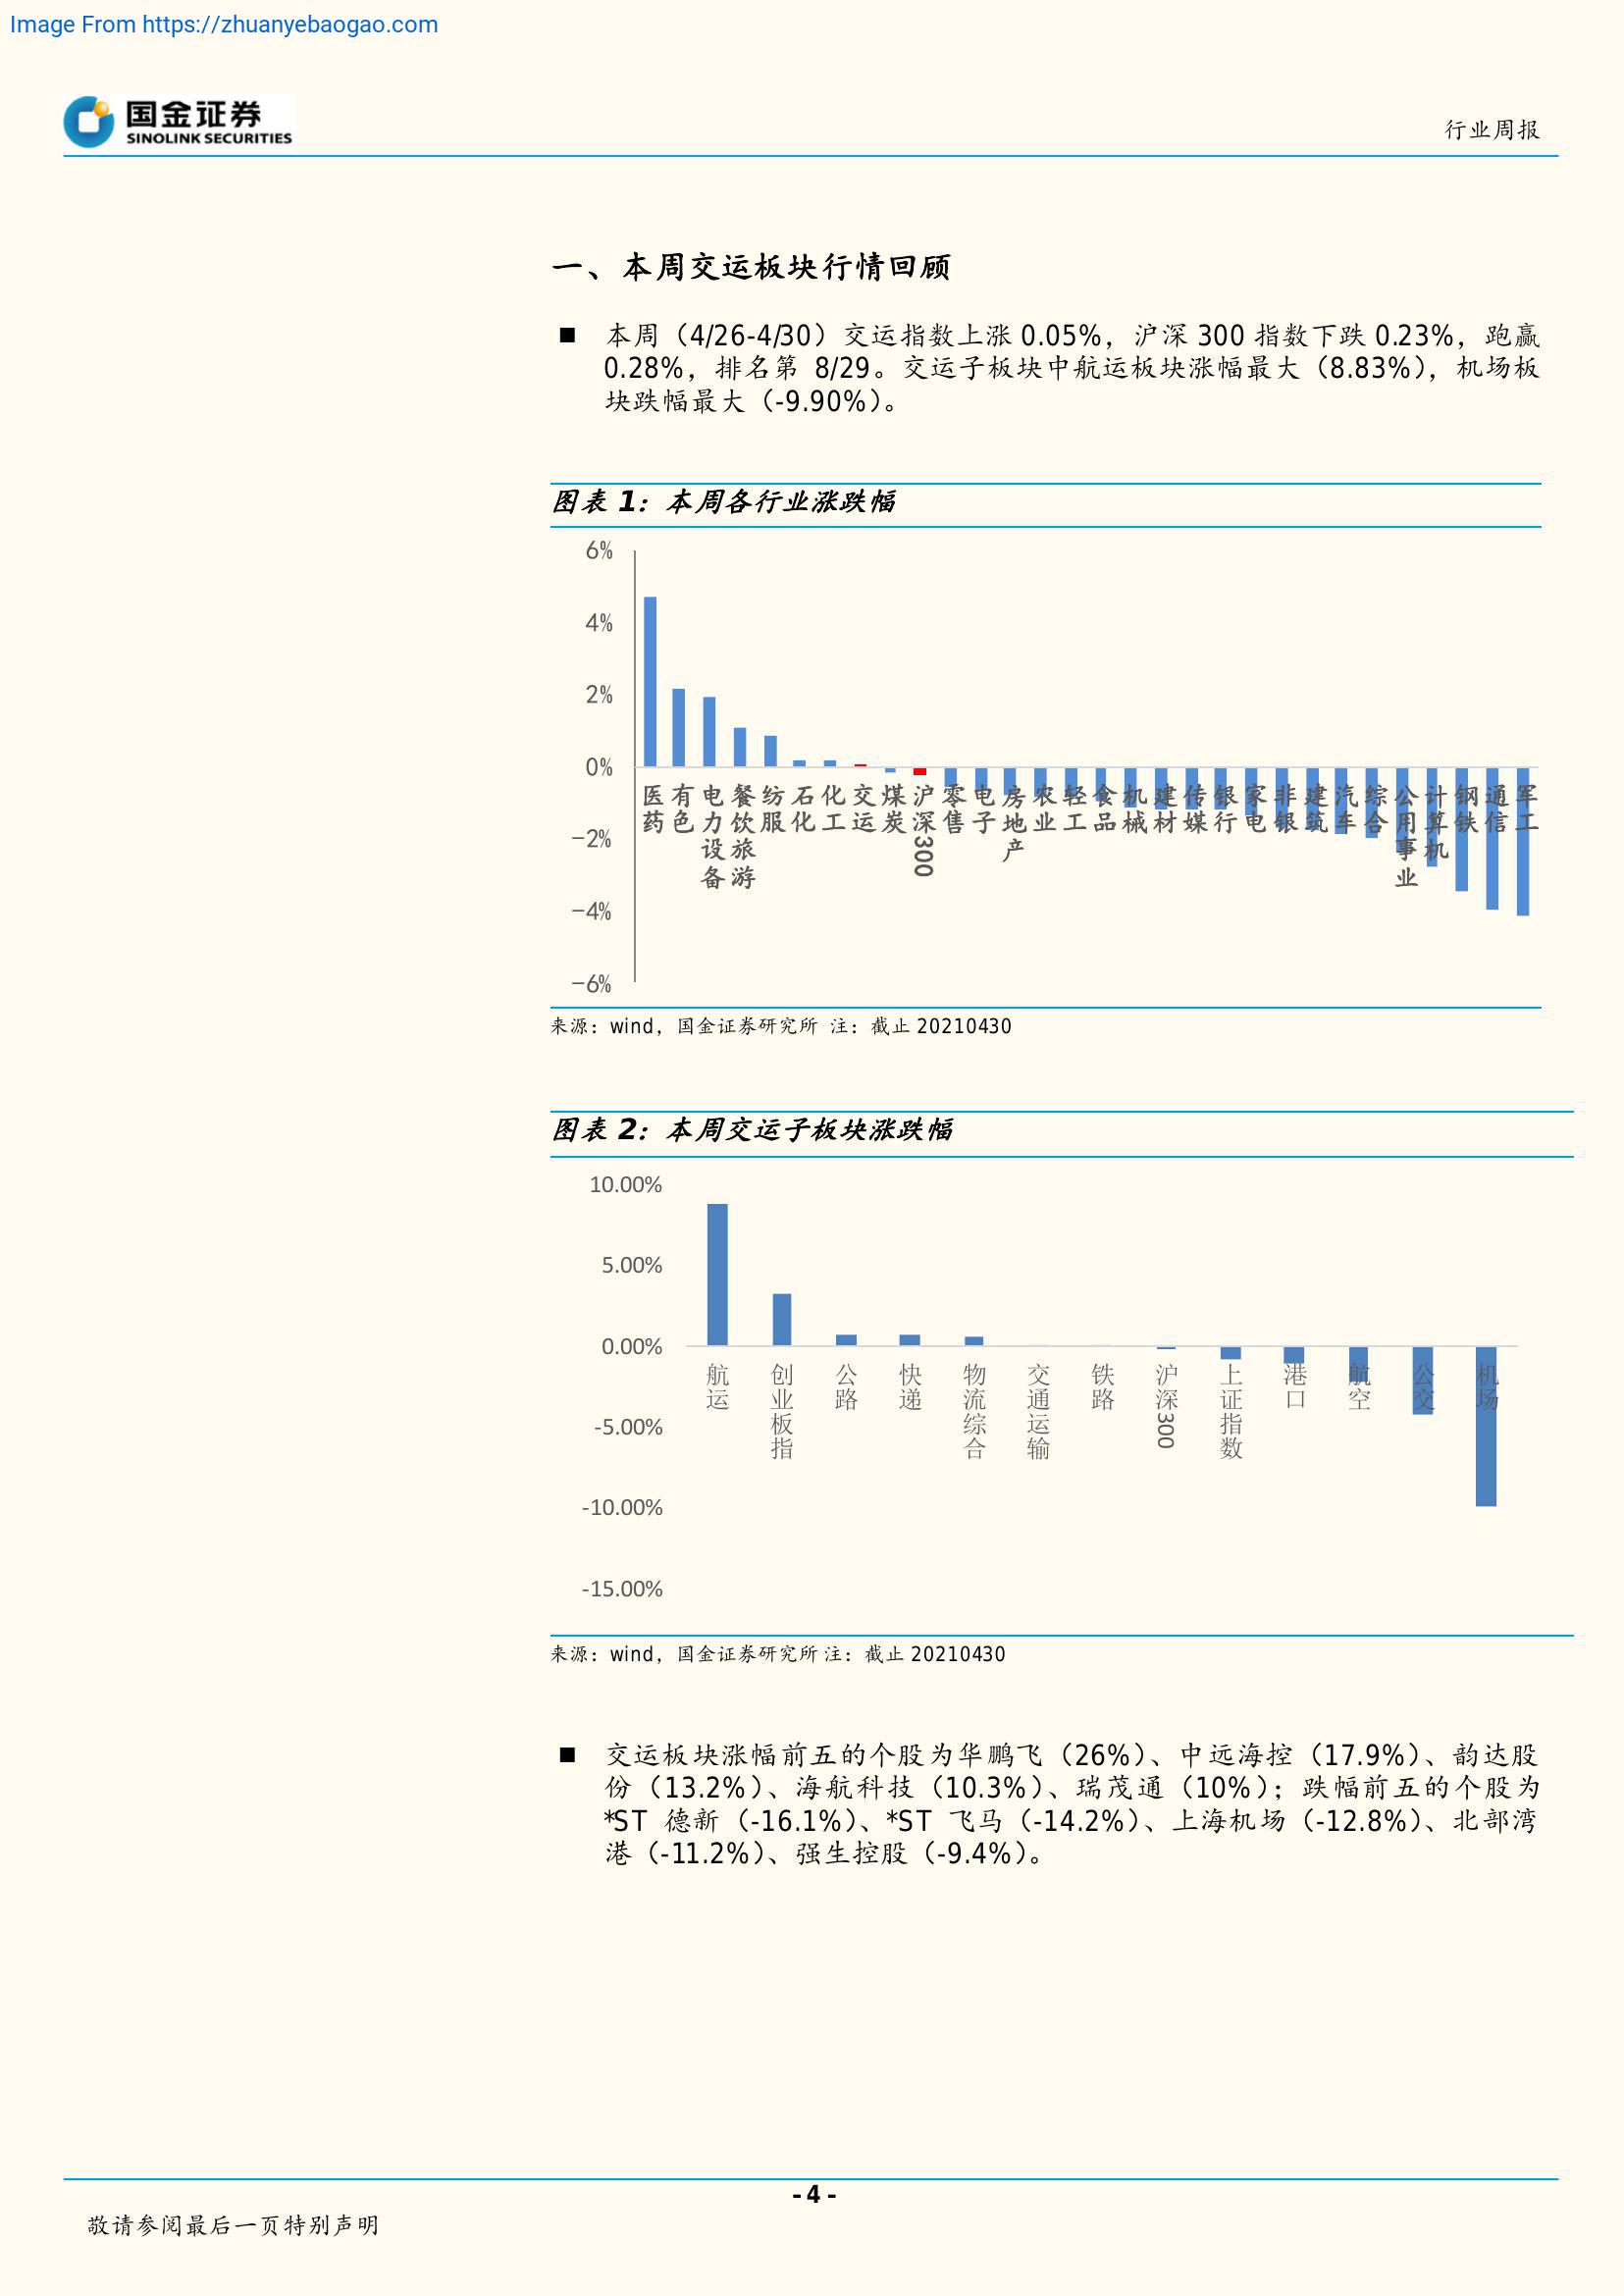 Image From https://zhuanyebaogao.com
国金证券
SINOLINK SECURITIES
行业周报
一、本周交运板块行情回顾
■ 本周（4/26-4/30）交运指数上涨 0.05%，沪深 300 指数下跌 0.23%，跑赢
0.28%，排名第 8/29。交运子板块中航运板块涨幅最大（8.83%），机场板
块跌幅最大（-9.90%）。
图表 1：本周各行业涨跌幅
6%
4%
2%
0%
-2%
-4%
-6%
医药
有色
电力设备
餐饮旅游
纺服
石化
化工
交运
煤炭
沪深300
零售
电子
房地产
农业
轻工
食品
机械
建材
传媒
银行
家电
非银
建筑
汽车
综合
公用事业
计算机
钢铁
通信
军工
来源：wind，国金证券研究所 注：截止 20210430
图表 2：本周交运子板块涨跌幅
10.00%
5.00%
0.00%
-5.00%
-10.00%
-15.00%
航运
创业板指
公路
快递
物流综合
交通运输
铁路
沪深300
上证指数
港口
航空
公交
机场
来源：wind，国金证券研究所 注：截止 20210430
■ 交运板块涨幅前五的个股为华鹏飞（26%）、中远海控（17.9%）、韵达股
份（13.2%）、海航科技（10.3%）、瑞茂通（10%）；跌幅前五的个股为
*ST 德新（-16.1%）、*ST 飞马（-14.2%）、上海机场（-12.8%）、北部湾
港（-11.2%）、强生控股（-9.4%）。
- 4 -
敬请参阅最后一页特别声明